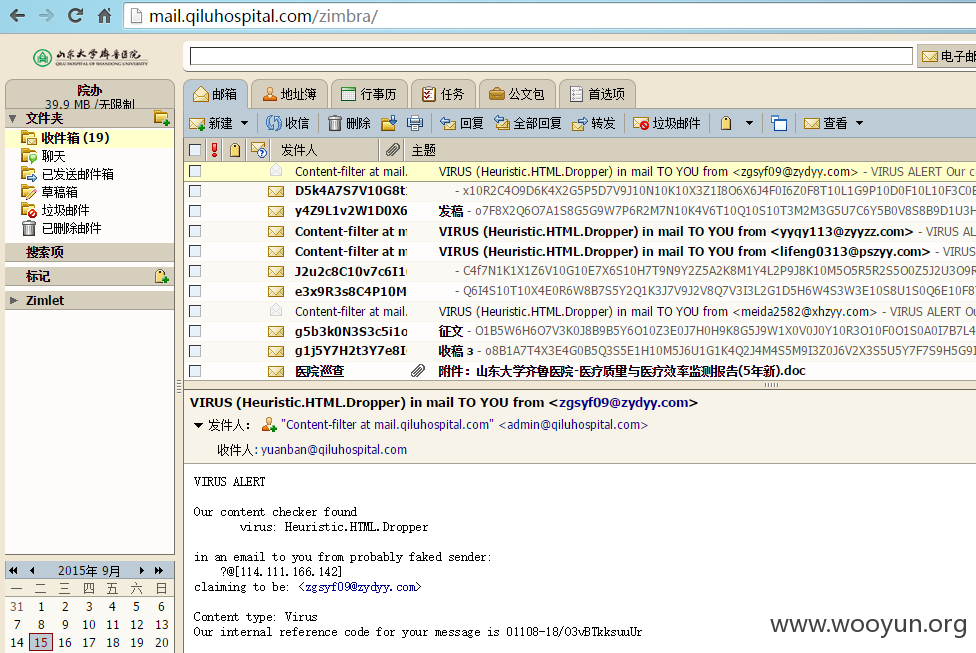 mail.qiluhospital.com/zimbra/
山东大学齐鲁医院
QILU HOSPITAL OF SHANDONG UNIVERSITY
电子邮
院办
39.9 MB /无限制
邮箱 地址簿 行事历 任务 公文包 首选项
文件夹
新建 收信 删除 回复 全部回复 转发 垃圾邮件 查看
收件箱 (19)
聊天
已发送邮件箱
草稿箱
垃圾邮件
已删除邮件
搜索项
标记
Zimlet
发件人 主题
Content-filter at mail. VIRUS (Heuristic.HTML.Dropper) in mail TO YOU from <zgsyf09@zydyy.com> - VIRUS ALERT Our c
D5k4A7S7V10G8t - x10R2C4O9D6K4X2G5P5D7V9J10N10K10X3Z1I8O6X6J4F0I6Z0F8T10L1G9P10D0F10L10F3C0E
y4Z9L1v2W1D0X6 发稿 - o7F8X2Q6O7A1S8G5G9W7P6R2M7N10K4V6T10Q10S10T3M2M3G5U7C6Y5B0V8S8B9D1U3H
Content-filter at m VIRUS (Heuristic.HTML.Dropper) in mail TO YOU from <yyqy113@zyyzz.com> - VIRUS AL
Content-filter at m VIRUS (Heuristic.HTML.Dropper) in mail TO YOU from <lifeng0313@pszyy.com> - VIRUS
J2u2c8C10v7c6I1 - C4f7N1K1X1Z6V10G10E7X6S10H7T9N9Y2Z5A2K8M1Y4L2P9J8K10M5O5R5R2S5O0Z5J2U3O9R
e3x9R3s8C4P10M - Q6I4S10T10X4E0R6W8B7S5Y2Q1K3J7V9J2V8Q7V3I3L2G1D5H6W4S3W3E10S8U1S0Q6E10F8
Content-filter at mail. VIRUS (Heuristic.HTML.Dropper) in mail TO YOU from <meida2582@xhzyy.com> - VIRUS ALERT Ou
g5b3k0N3S3c5i1o 征文 - O1B5W6H6O7V3K0J8B9B5Y6O10Z3E0J7H0H9K8G5J9W1X0V0J0Y10R3O10F0O1S0A0I7B7L4
g1j5Y7H2t3Y7e8I 收稿 3 - o8B1A7T4X3E4G0B5Q3S5E1H10M5J6U1G1K4Q2J4M4S5M9I3Z0J6V2X3S5U5Y7F7S9H5G9I
医院巡查 附件：山东大学齐鲁医院-医疗质量与医疗效率监测报告(5年新).doc
VIRUS (Heuristic.HTML.Dropper) in mail TO YOU from <zgsyf09@zydyy.com>
发件人： "Content-filter at mail.qiluhospital.com" <admin@qiluhospital.com>
收件人: yuanban@qiluhospital.com
VIRUS ALERT
Our content checker found
virus: Heuristic.HTML.Dropper
in an email to you from probably faked sender:
?@[114.111.166.142]
claiming to be: <zgsyf09@zydyy.com>
Content type: Virus
Our internal reference code for your message is 01108-18/O3vBTkksuuUr
2015年 9月
一 二 三 四 五 六 日
31 1 2 3 4 5 6
7 8 9 10 11 12 13
14 15 16 17 18 19 20
www.wooyun.org